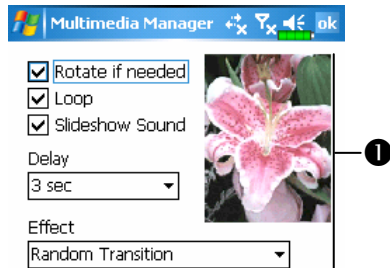 Multimedia Manager ok
Rotate if needed
Loop
Slideshow Sound
Delay
3 sec
Effect
Random Transition
1